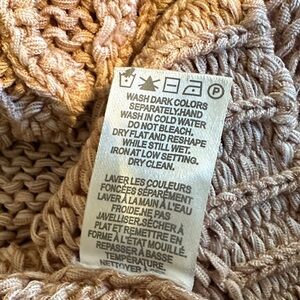 P
WASH DARK COLORS
SEPARATELY.HAND
WASH IN COLD WATER
DO NOT BLEACH.
DRY FLAT AND RESHAPE
WHILE STILL WET.
IRON AT LOW SETTING.
DRY CLEAN.
LAVER LES COULEURS
FONCÉES SÉPARÉMENT
LAVER À LA MAIN À L'EAU
FROIDE.NE PAS
JAVELLISER.SÉCHER À
PLAT ET REMETTRE EN
FORME À L'ÉTAT MOUILLÉ.
REPASSER À BASSE
TEMPÉRATURE.
NETTOYER